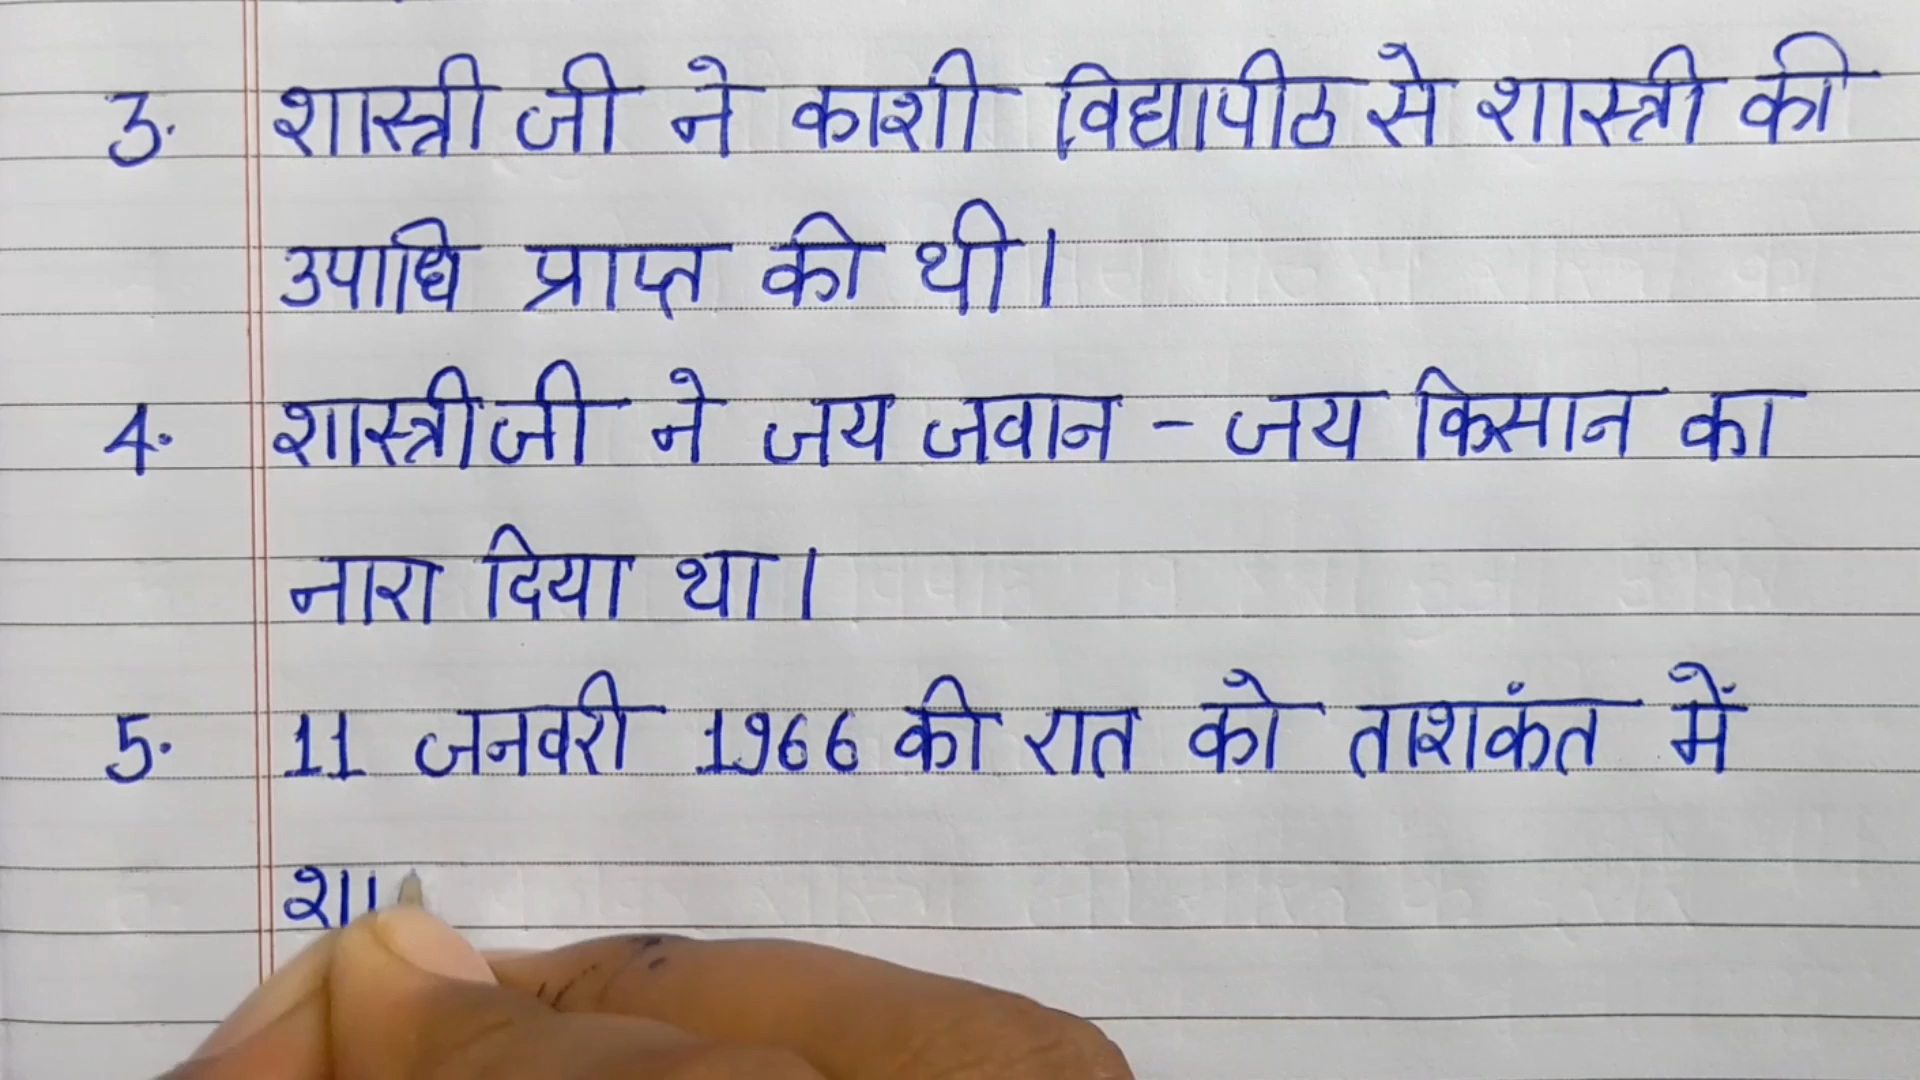 3. शास्त्री जी ने काशी विद्यापीठ से शास्त्री की
उपाधि प्राप्त की थी।
4. शास्त्रीजी ने जय जवान - जय किसान का
नारा दिया था।
5. 11 जनवरी 1966 की रात को ताशकंत में
शा